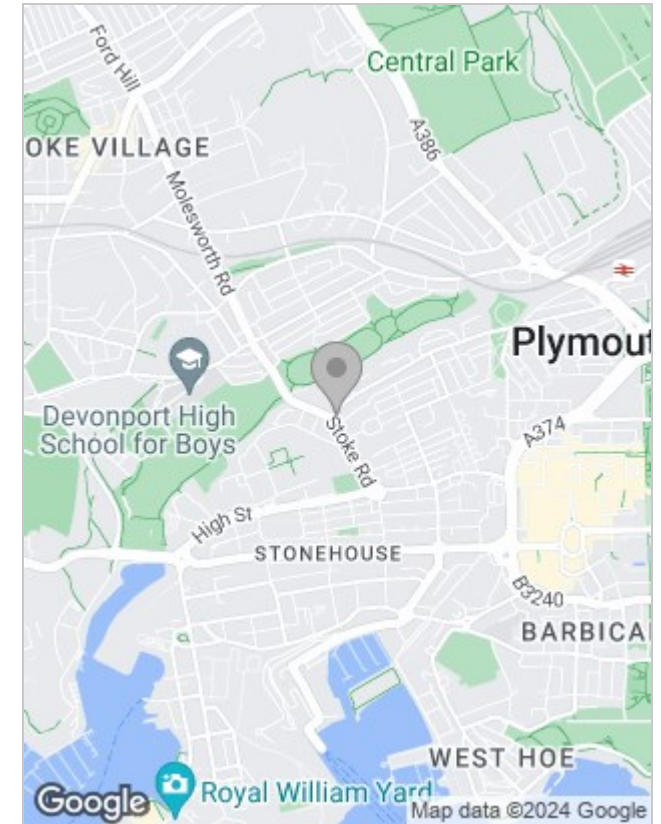 Ford Hill
Central Park
A386
OKE VILLAGE
Molesworth Rd
Plymout
Devonport High
School for Boys
Stoke Rd
A374
High St
STONEHOUSE
B3240
BARBICA
WEST HOE
Royal William Yard
Google
Map data ©2024 Google